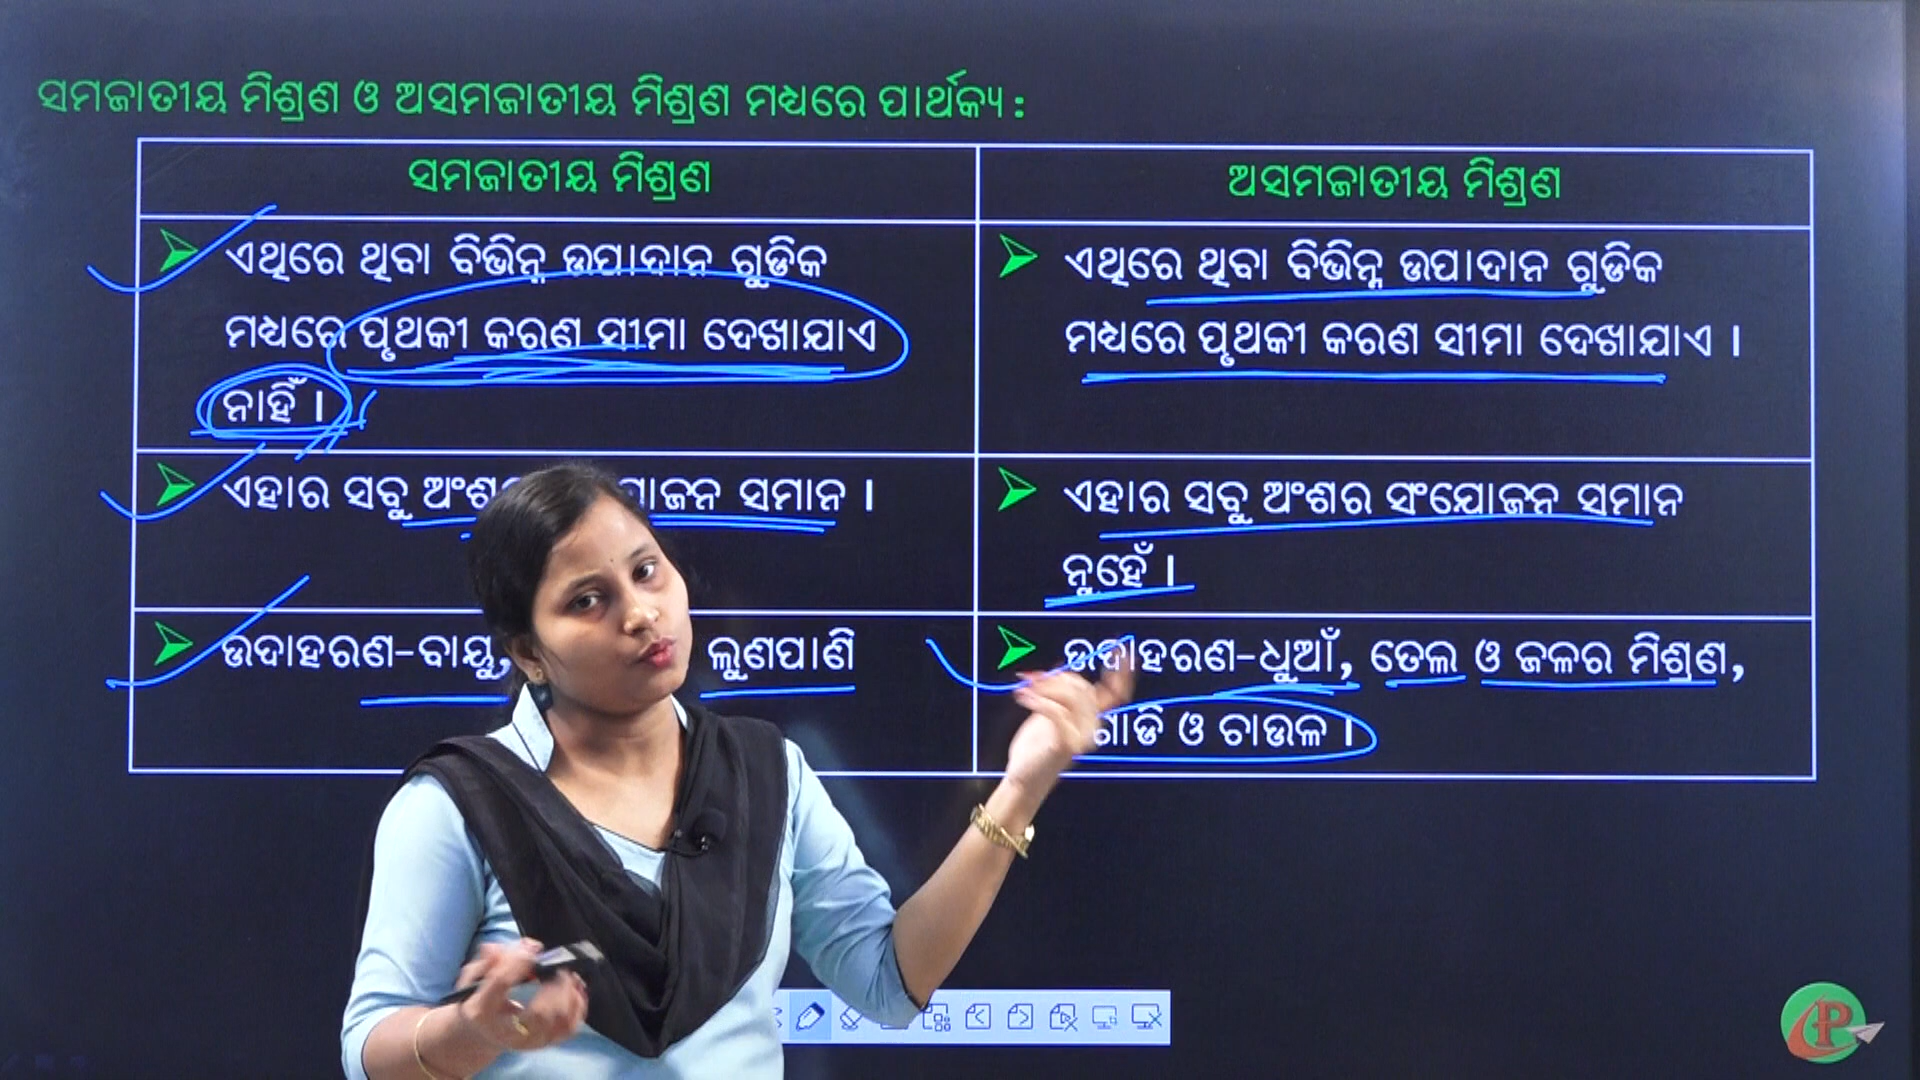 ସମଜାତୀୟ ମିଶ୍ରଣ ଓ ଅସମଜାତୀୟ ମିଶ୍ରଣ ମଧ୍ୟରେ ପାର୍ଥକ୍ୟ :
ସମଜାତୀୟ ମିଶ୍ରଣ
ଏଥିରେ ଥିବା ବିଭିନ୍ନ ଉପାଦାନ ଗୁଡିକ
ମଧ୍ୟରେ ପୃଥକୀ କରଣ ସୀମା ଦେଖାଯାଏ
ନାହିଁ ।
ଏହାର ସବୁ ସମାନ ।
ଉଦାହରଣ-ବାୟୁ, ଲୁଣପାଣି
ଅସମଜାତୀୟ ମିଶ୍ରଣ
ଏଥିରେ ଥିବା ବିଭିନ୍ନ ଉପାଦାନ ଗୁଡିକ
ମଧ୍ୟରେ ପୃଥକୀ କରଣ ସୀମା ଦେଖାଯାଏ ।
ଏହାର ସବୁ ଅଂଶର ସଂଯୋଜନ ସମାନ
ନୁହେଁ ।
ଉଦାହରଣ-ଧୁଆଁ, ତେଲ ଓ ଜଳର ମିଶ୍ରଣ,
ଓ ଚାଉଳ ।